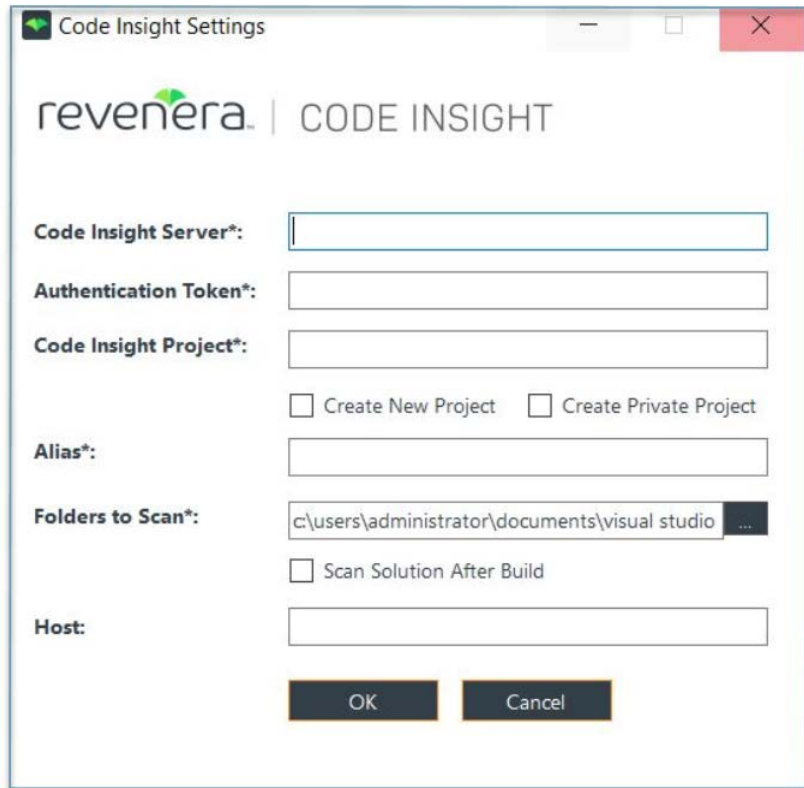 Code Insight Settings
revenera™ | CODE INSIGHT
Code Insight Server*:
Authentication Token*:
Code Insight Project*:
Create New Project Create Private Project
Alias*:
Folders to Scan*: c:\users\administrator\documents\visual studio ...
Scan Solution After Build
Host:
OK Cancel